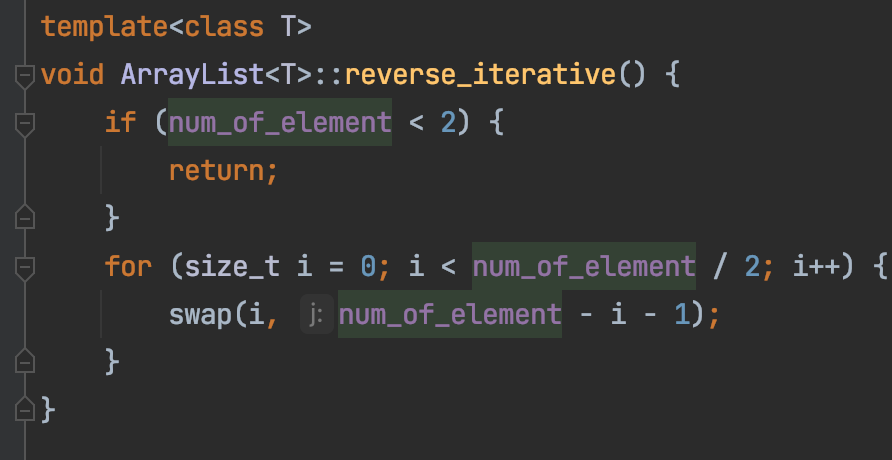 template<class T>
void ArrayList<T>::reverse_iterative() {
    if (num_of_element < 2) {
        return;
    }
    for (size_t i = 0; i < num_of_element / 2; i++) {
        swap(i, j: num_of_element - i - 1);
    }
}